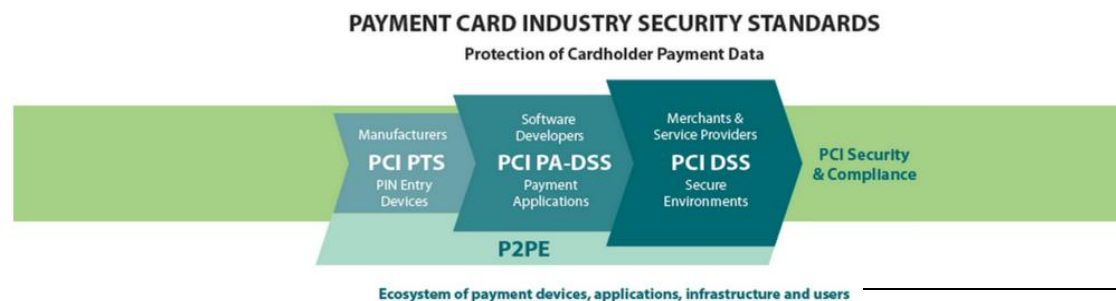 PAYMENT CARD INDUSTRY SECURITY STANDARDS
Protection of Cardholder Payment Data
Manufacturers
PCI PTS
PIN Entry
Devices
Software
Developers
PCI PA-DSS
Payment
Applications
Merchants &
Service Providers
PCI DSS
Secure
Environments
PCI Security
& Compliance
P2PE
Ecosystem of payment devices, applications, infrastructure and users